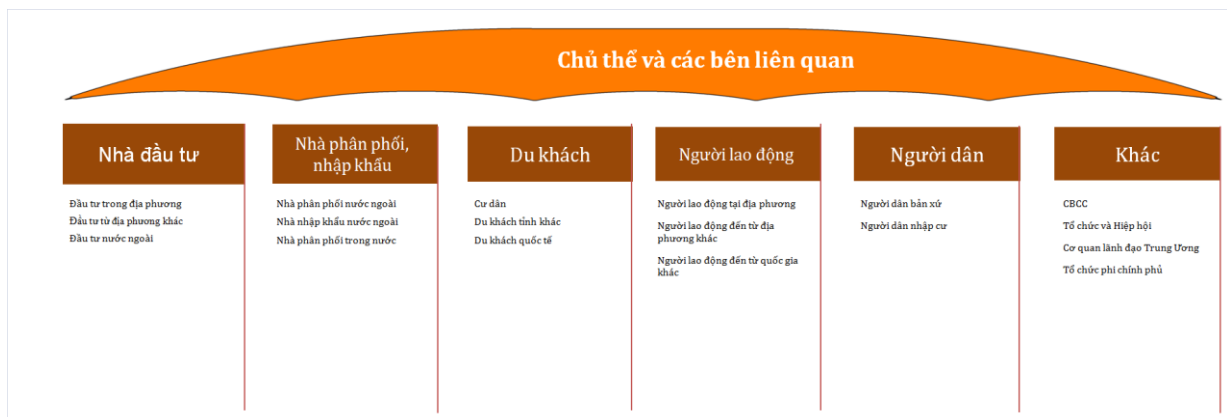 Chủ thể và các bên liên quan
Nhà đầu tư
Đầu tư trong địa phương
Đầu tư từ địa phương khác
Đầu tư nước ngoài
Nhà phân phối,
nhập khẩu
Nhà phân phối nước ngoài
Nhà nhập khẩu nước ngoài
Nhà phân phối trong nước
Du khách
Cư dân
Du khách tỉnh khác
Du khách quốc tế
Người lao động
Người lao động tại địa phương
Người lao động đến từ địa
phương khác
Người lao động đến từ quốc gia
khác
Người dân
Người dân bản xứ
Người dân nhập cư
Khác
CBCC
Tổ chức và Hiệp hội
Cơ quan lãnh đạo Trung Ương
Tổ chức phi chính phủ